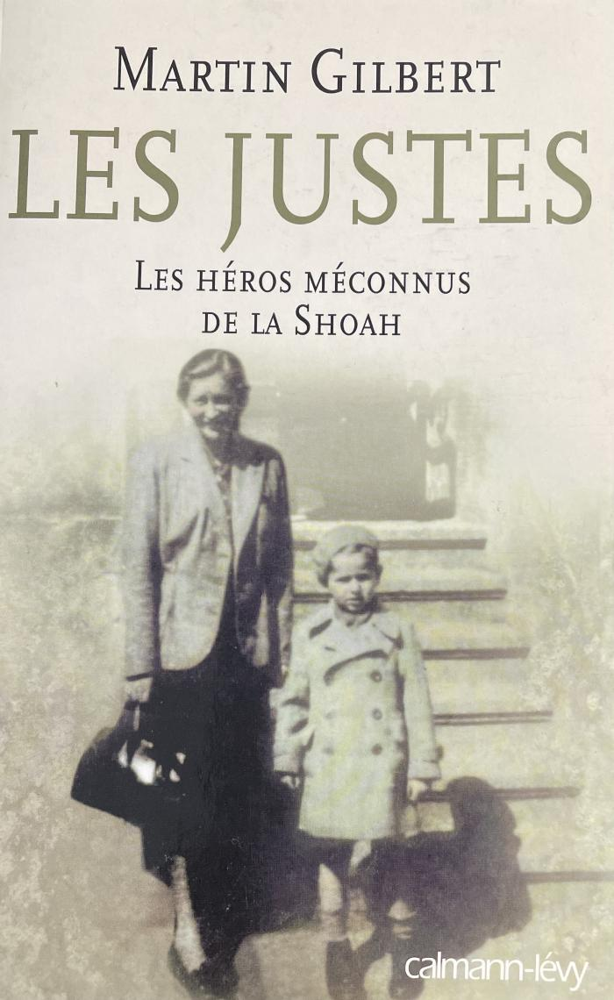 Martin Gilbert
Les Justes
Les héros méconnus
de la Shoah
calmann-lévy